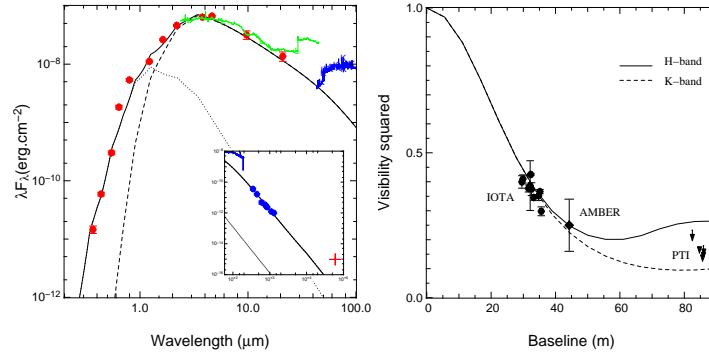 λFλ(erg.cm−2)
10−8
10−10
10−12
1.0
10.0
100.0
Wavelength (μm)
Visibility squared
1.0
0.5
0.0
0
20
40
60
80
Baseline (m)
H−band
K−band
IOTA
AMBER
PTI